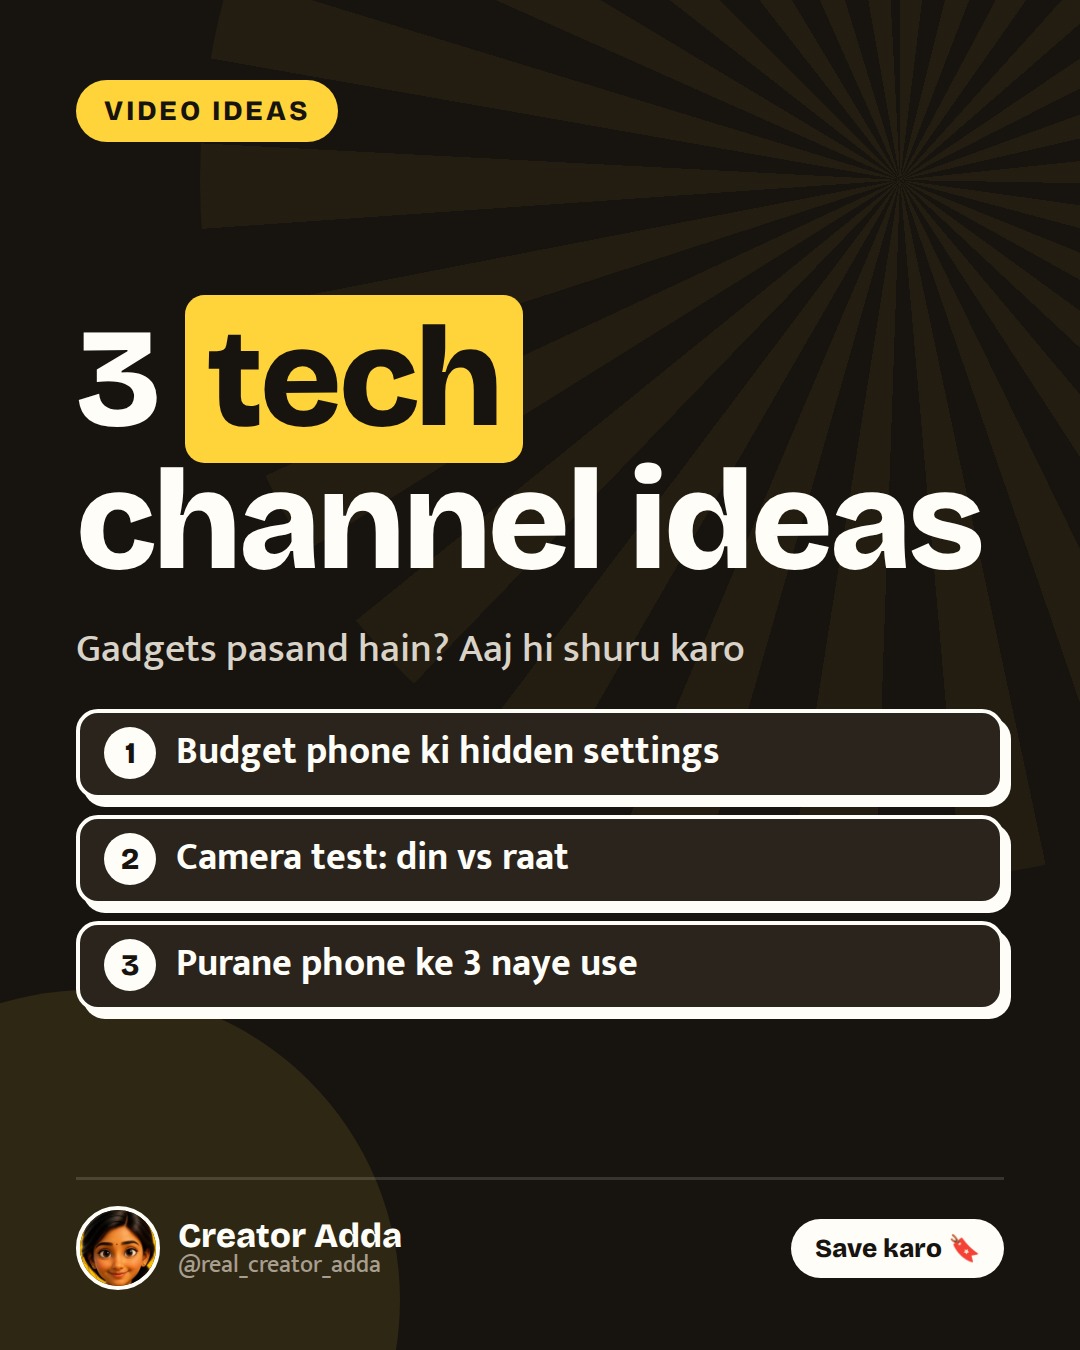 VIDEO IDEAS
3 tech
channel ideas
Gadgets pasand hain? Aaj hi shuru karo
1 Budget phone ki hidden settings
2 Camera test: din vs raat
3 Purane phone ke 3 naye use
Creator Adda
@real_creator_adda
Save karo 🔖